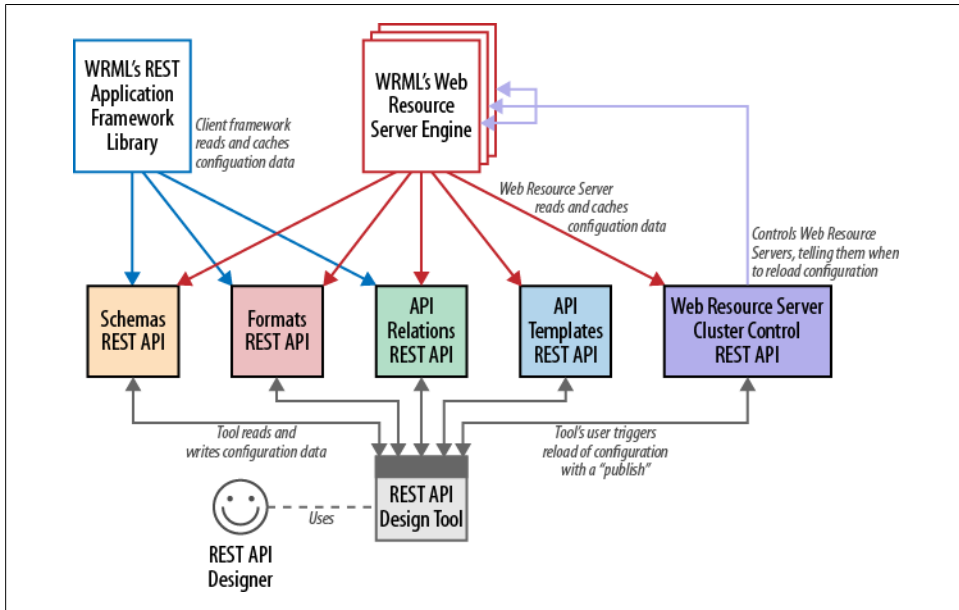 WRML's REST
Application
Framework
Library
Client framework
reads and caches
configuation data
WRML's Web
Resource
Server Engine
Web Resource Server
reads and caches
configuation data
Controls Web Resource
Servers, telling them when
to reload configuration
Schemas
REST API
Formats
REST API
API
Relations
REST API
API
Templates
REST API
Web Resource Server
Cluster Control
REST API
Tool reads and
writes configuration data
Tool's user triggers
reload of configuration
with a “publish”
REST API
Design Tool
Uses
REST API
Designer